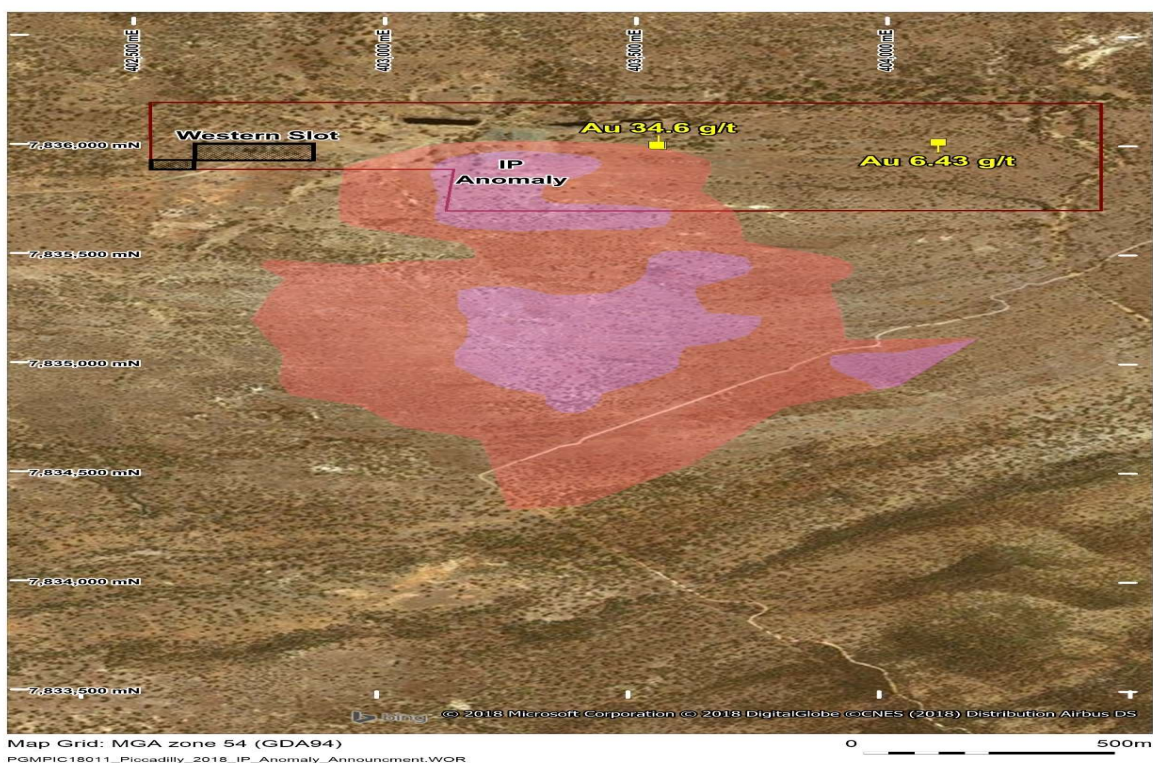 402,500 mE
403,000 mE
403,500 mE
404,000 mE
Western Slot
Au 34.6 g/t
7,836,000 mN
Au 6.43 g/t
IP
Anomaly
7,835,500 mN
7,835,000 mN
7,834,500 mN
7,834,000 mN
7,833,500 mN
bing © 2018 Microsoft Corporation © 2018 DigitalGlobe ©CNES (2018) Distribution Airbus DS
Map Grid: MGA zone 54 (GDA94)
0 500m
PGMPIC18011_Piccadilly_2018_IP_Anomaly_Announcment.WOR